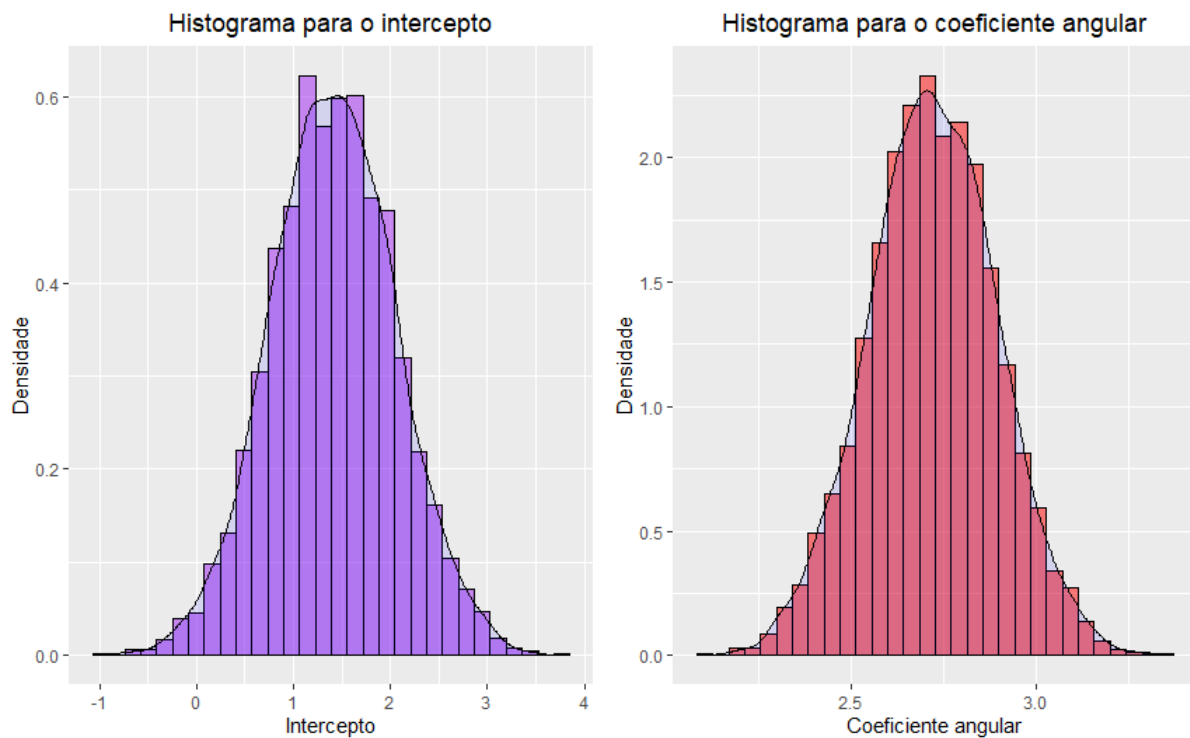 Histograma para o intercepto
Densidade
0.6
0.4
0.2
0.0
-1 0 1 2 3 4
Intercepto
Histograma para o coeficiente angular
Densidade
2.0
1.5
1.0
0.5
0.0
2.5 3.0
Coeficiente angular